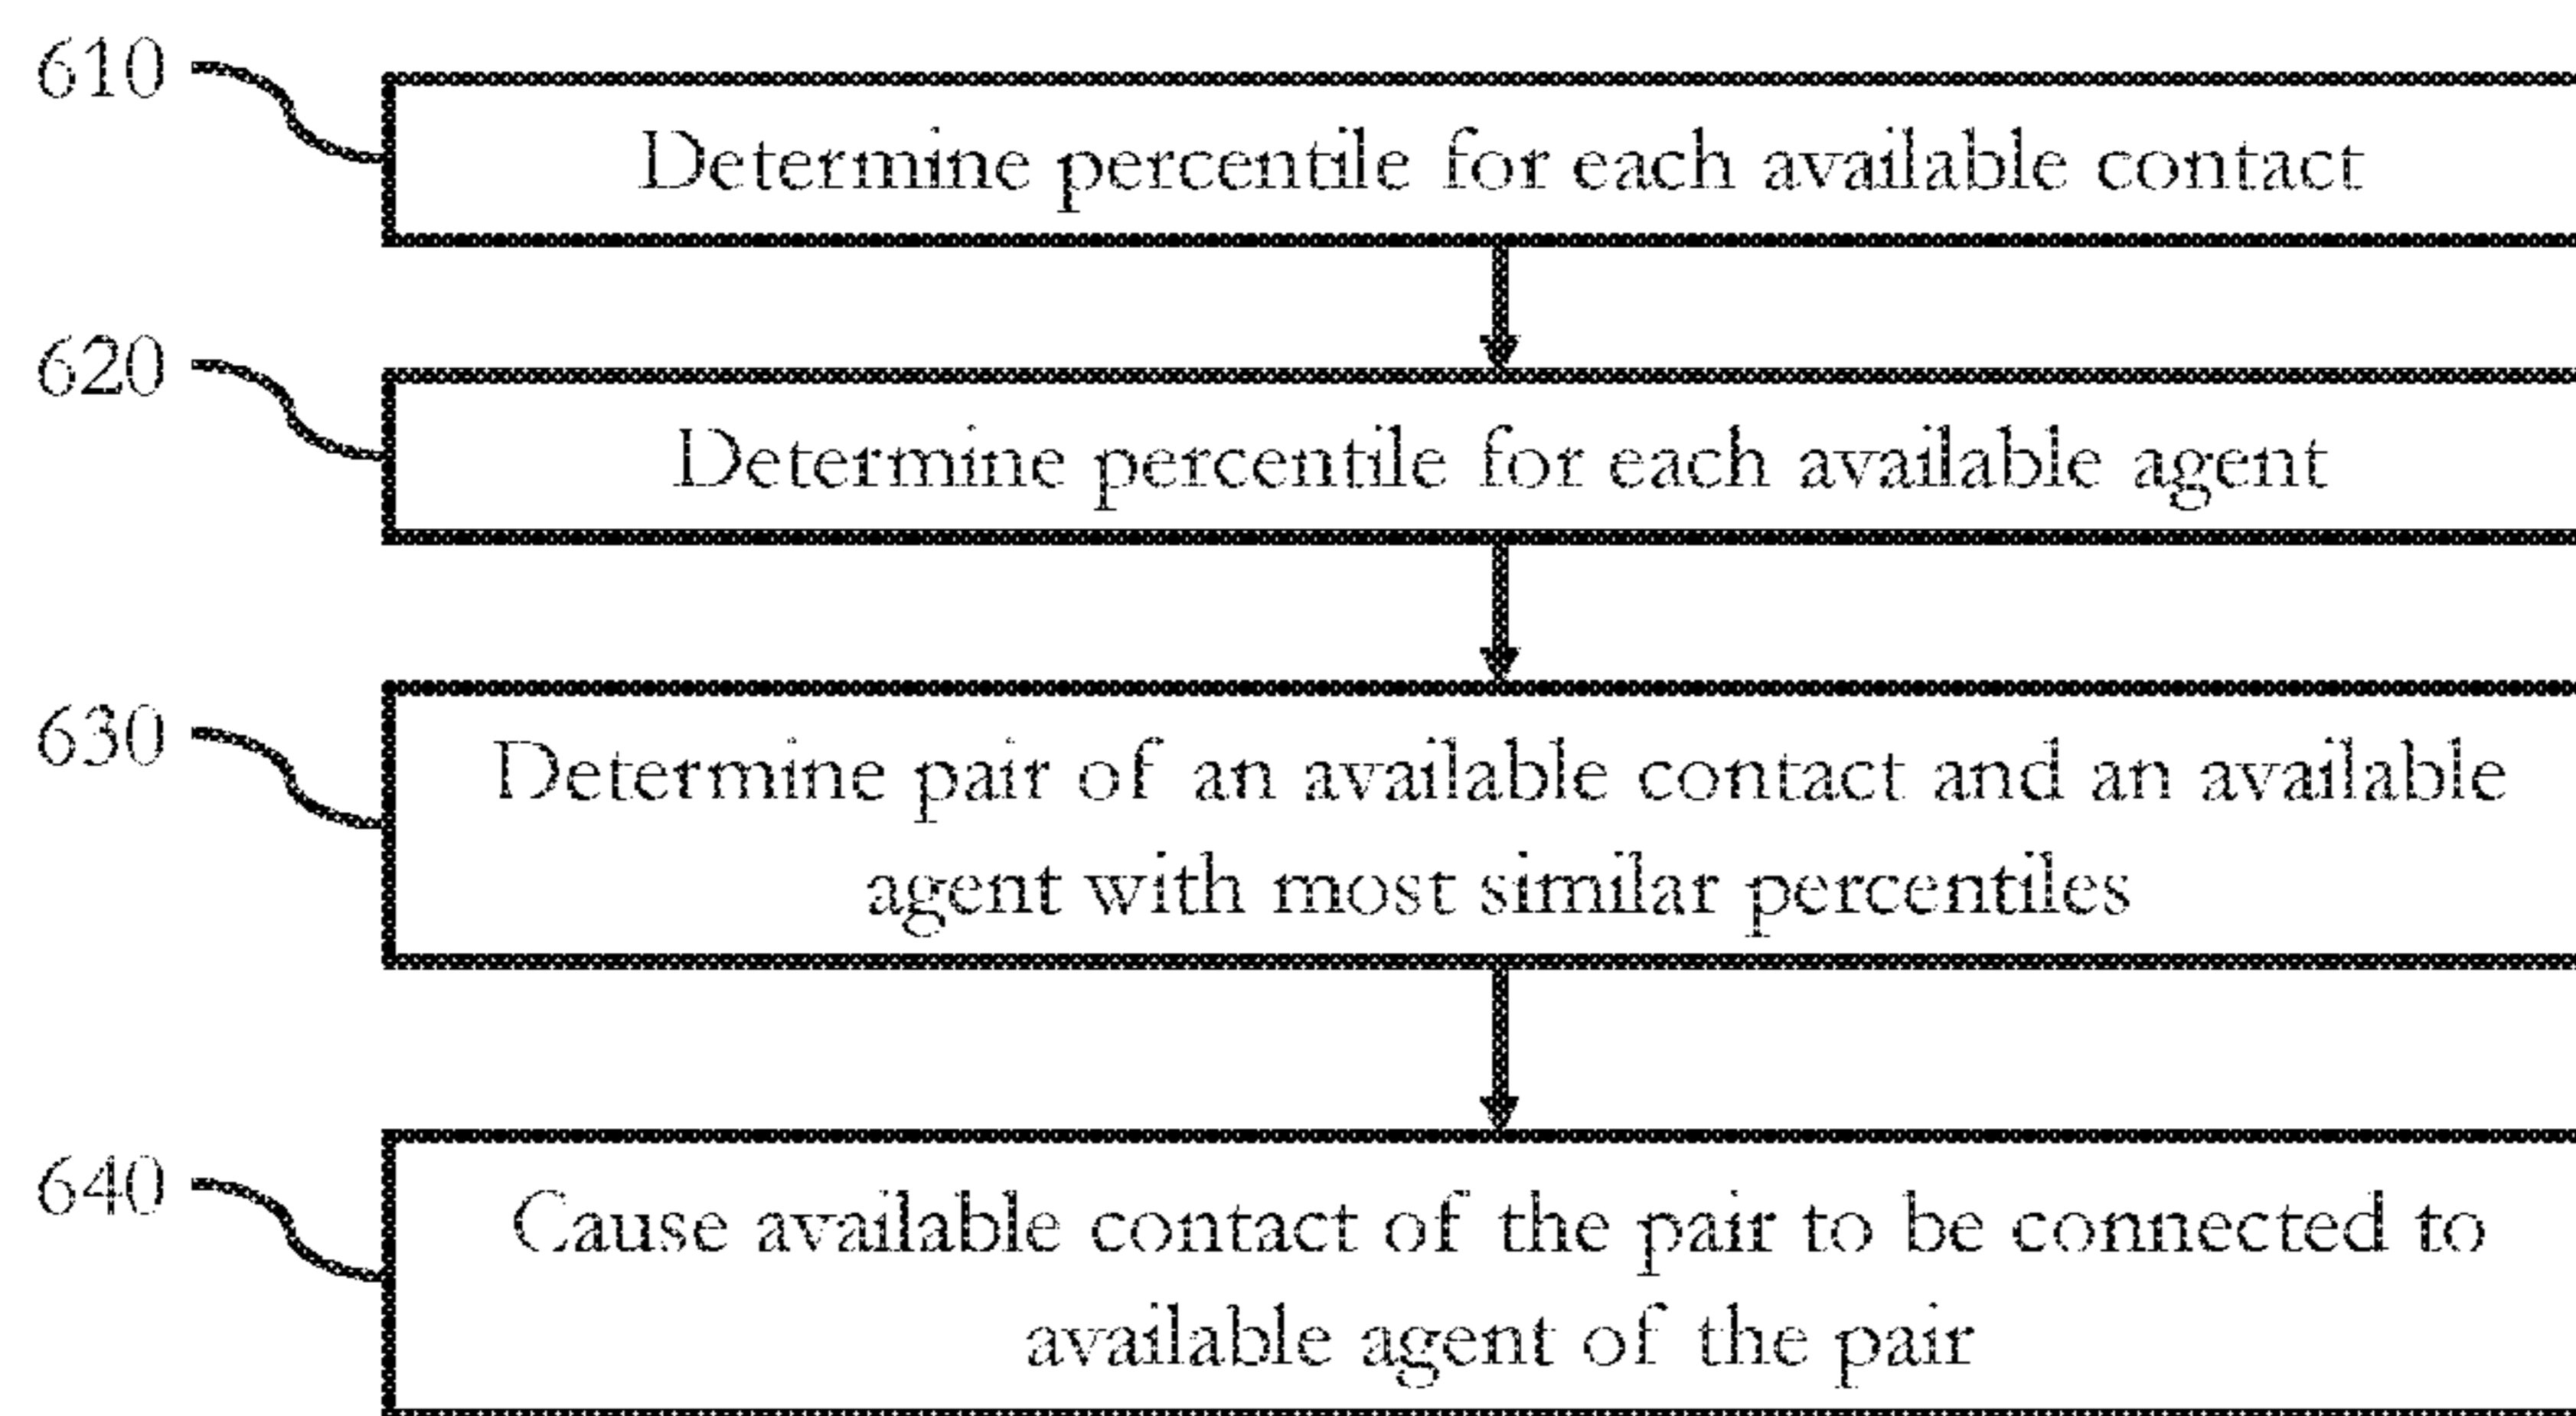 610
Determine percentile for each available contact
620
Determine percentile for each available agent
630
Determine pair of an available contact and an available
agent with most similar percentiles
640
Cause available contact of the pair to be connected to
available agent of the pair